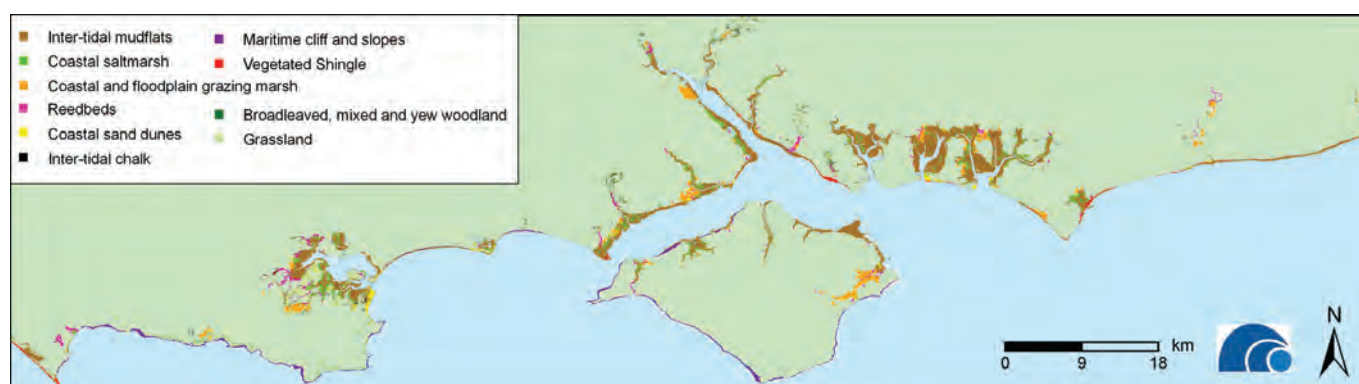 Inter-tidal mudflats
Coastal saltmarsh
Coastal and floodplain grazing marsh
Reedbeds
Coastal sand dunes
Inter-tidal chalk
Maritime cliff and slopes
Vegetated Shingle
Broadleaved, mixed and yew woodland
Grassland
km
0 9 18
N